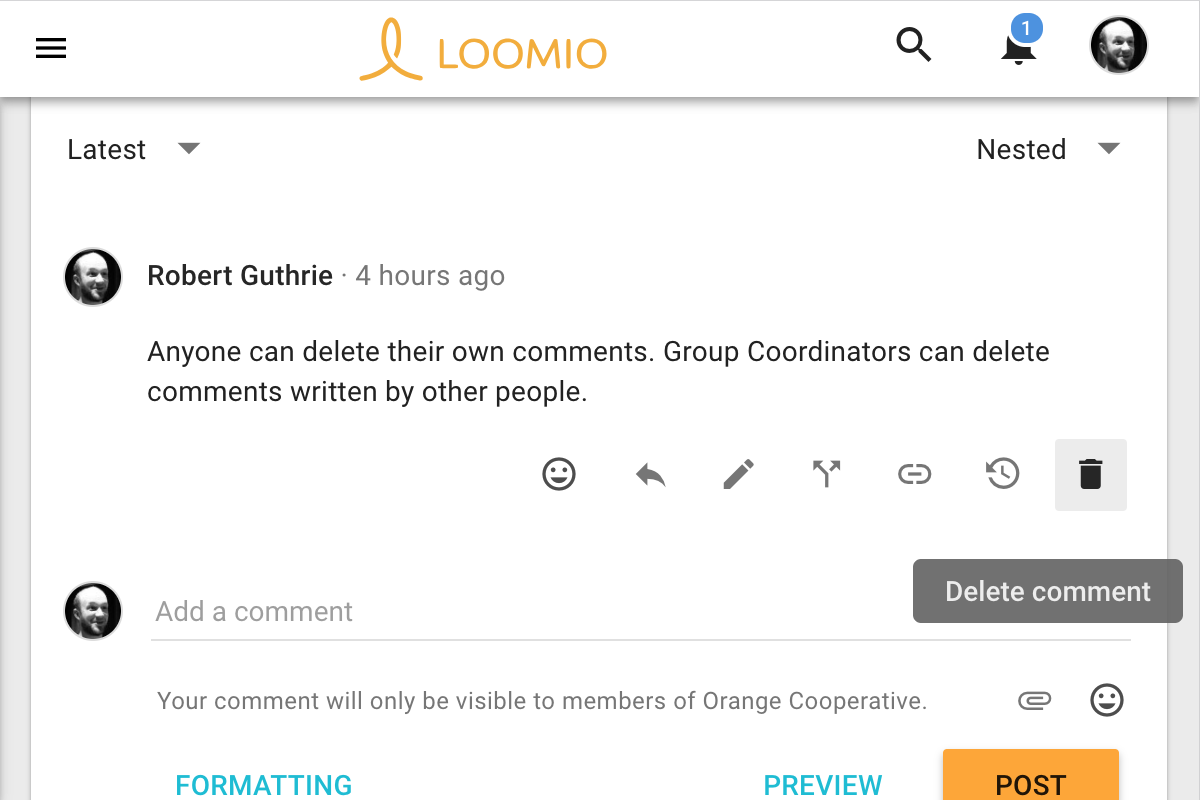 LOOMIO
1
Latest
Nested
Robert Guthrie · 4 hours ago
Anyone can delete their own comments. Group Coordinators can delete
comments written by other people.
Delete comment
Add a comment
Your comment will only be visible to members of Orange Cooperative.
FORMATTING
PREVIEW
POST